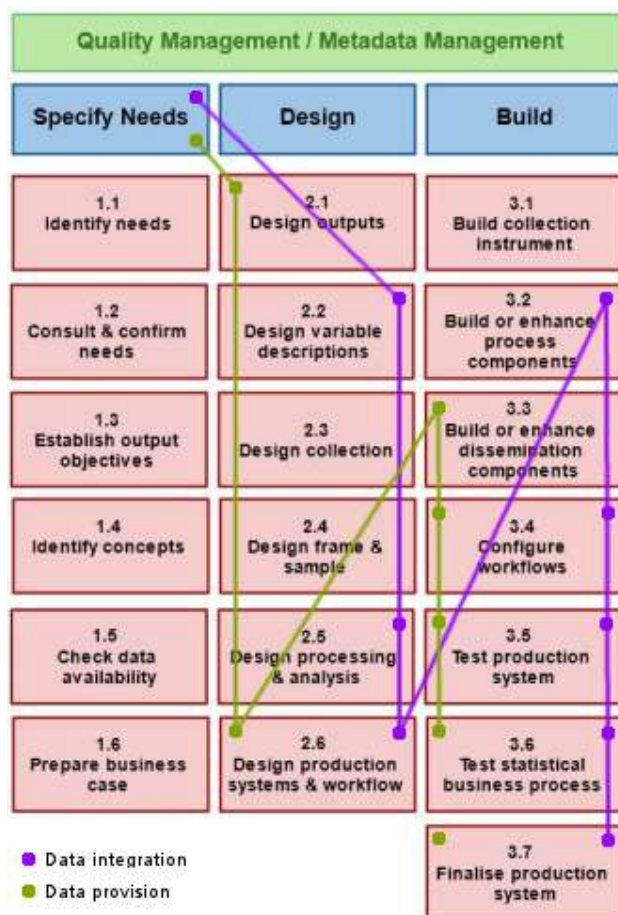 Quality Management / Metadata Management
Specify Needs
Design
Build
1.1
Identify needs
2.1
Design outputs
3.1
Build collection
instrument
1.2
Consult & confirm
needs
2.2
Design variable
descriptions
3.2
Build or enhance
process
components
1.3
Establish output
objectives
2.3
Design collection
3.3
Build or enhance
dissemination
components
1.4
Identify concepts
2.4
Design frame &
sample
3.4
Configure
workflows
1.5
Check data
availability
2.5
Design processing
& analysis
3.5
Test production
system
1.6
Prepare business
case
2.6
Design production
systems & workflow
3.6
Test statistical
business process
3.7
Finalise production
system
Data integration
Data provision